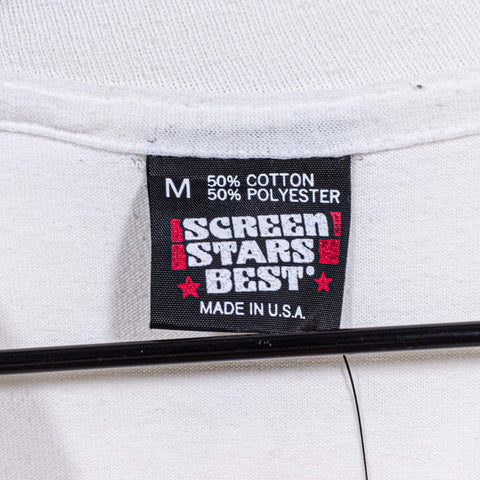 M 50% COTTON
50% POLYESTER
SCREEN
STARS
BEST
MADE IN U.S.A.